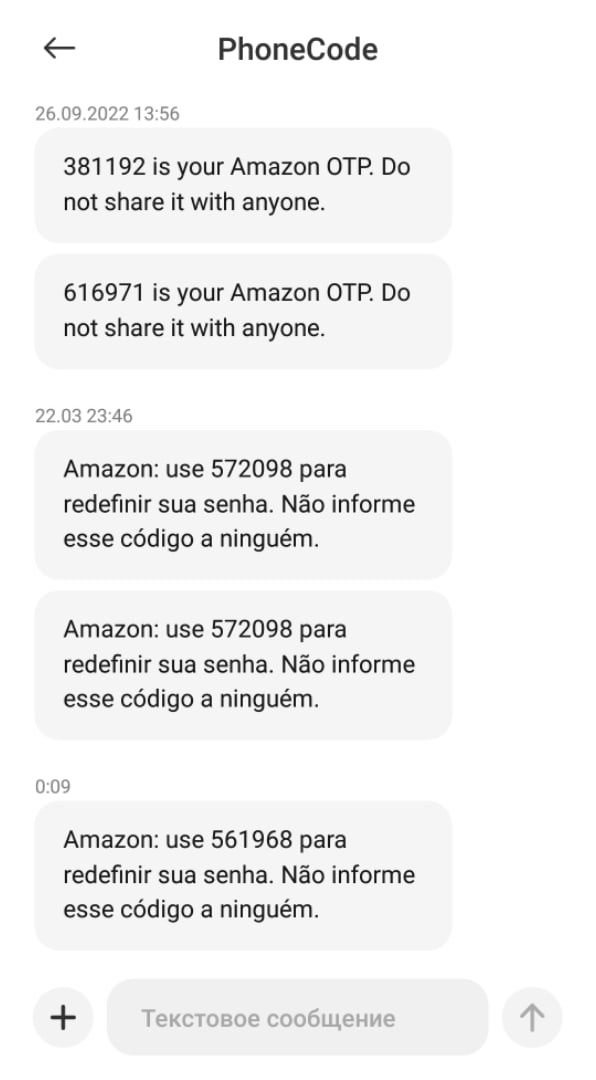 PhoneCode
26.09.2022 13:56
381192 is your Amazon OTP. Do
not share it with anyone.
616971 is your Amazon OTP. Do
not share it with anyone.
22.03 23:46
Amazon: use 572098 para
redefinir sua senha. Não informe
esse código a ninguém.
Amazon: use 572098 para
redefinir sua senha. Não informe
esse código a ninguém.
0:09
Amazon: use 561968 para
redefinir sua senha. Não informe
esse código a ninguém.
Текстовое сообщение